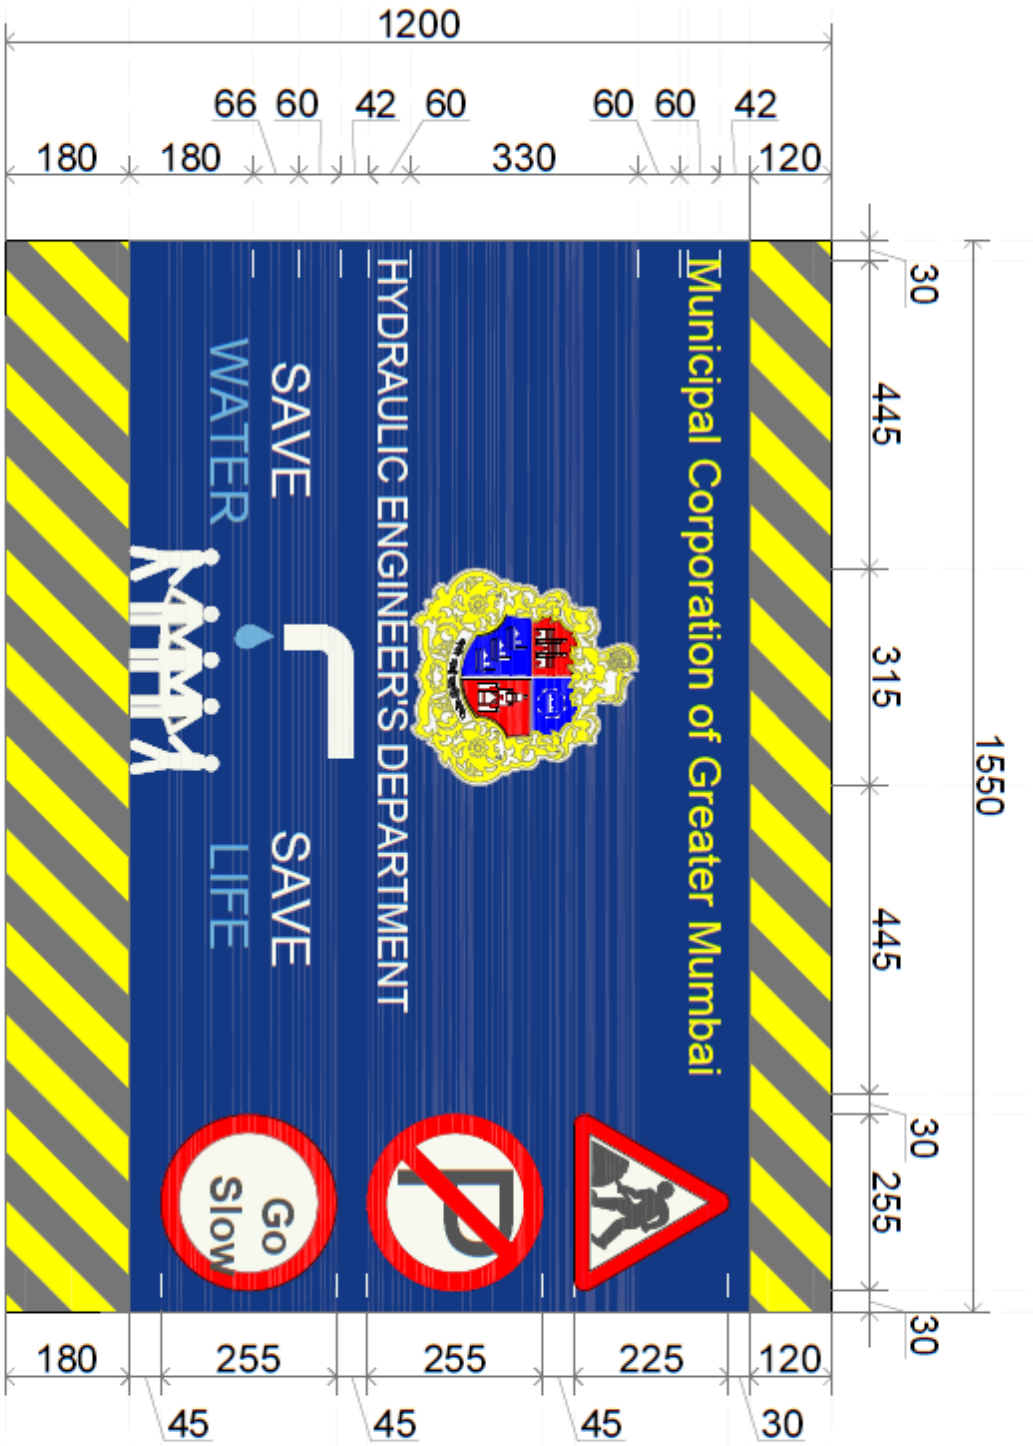 1200
66 60 42 60 60 60 42
180 180 330 120
Municipal Corporation of Greater Mumbai
HYDRAULIC ENGINEER'S DEPARTMENT
SAVE SAVE
WATER LIFE
P
Go
Slow
30 445 315 445 30 255 30
1550
180 255 255 225 120
45 45 45 30